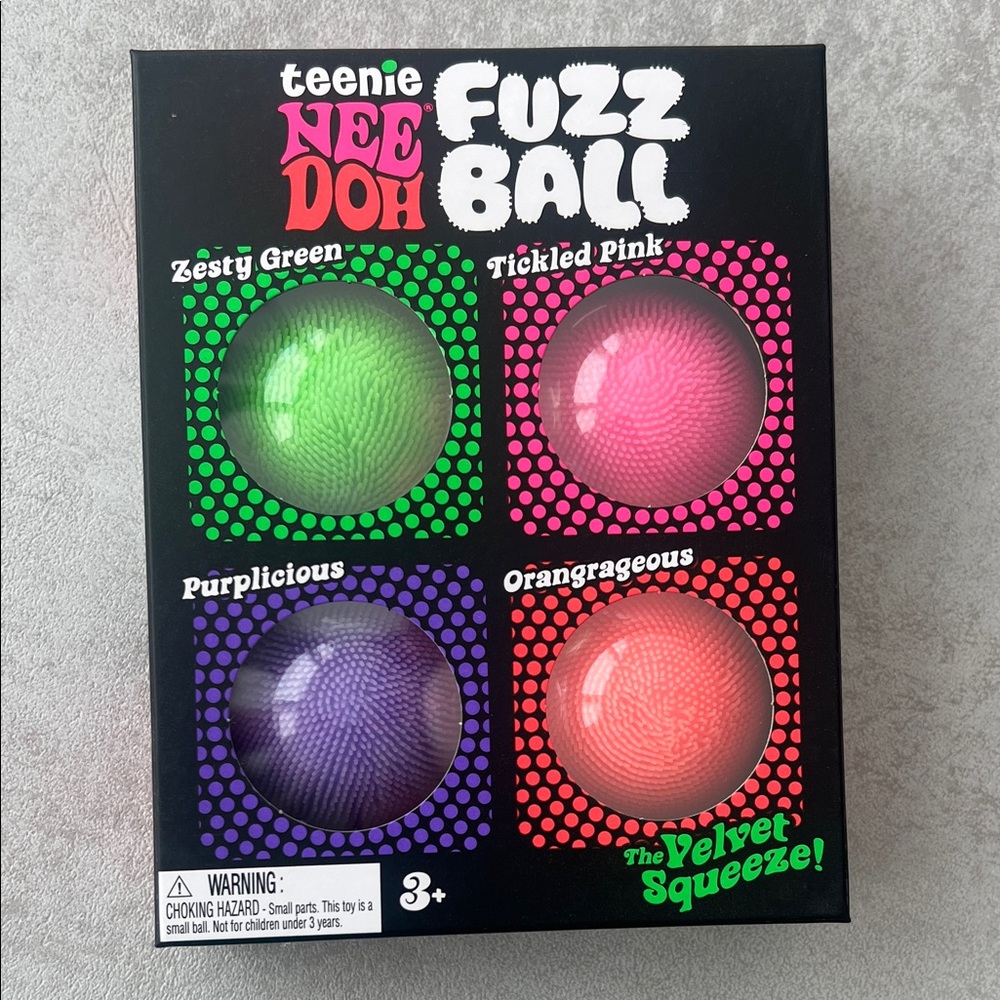 teenie
NEE®
DOH
FUZZ
BALL
Zesty Green
Tickled Pink
Purplicious
Orangrageous
The Velvet
Squeeze!
WARNING:
CHOKING HAZARD - Small parts. This toy is a
small ball. Not for children under 3 years.
3+